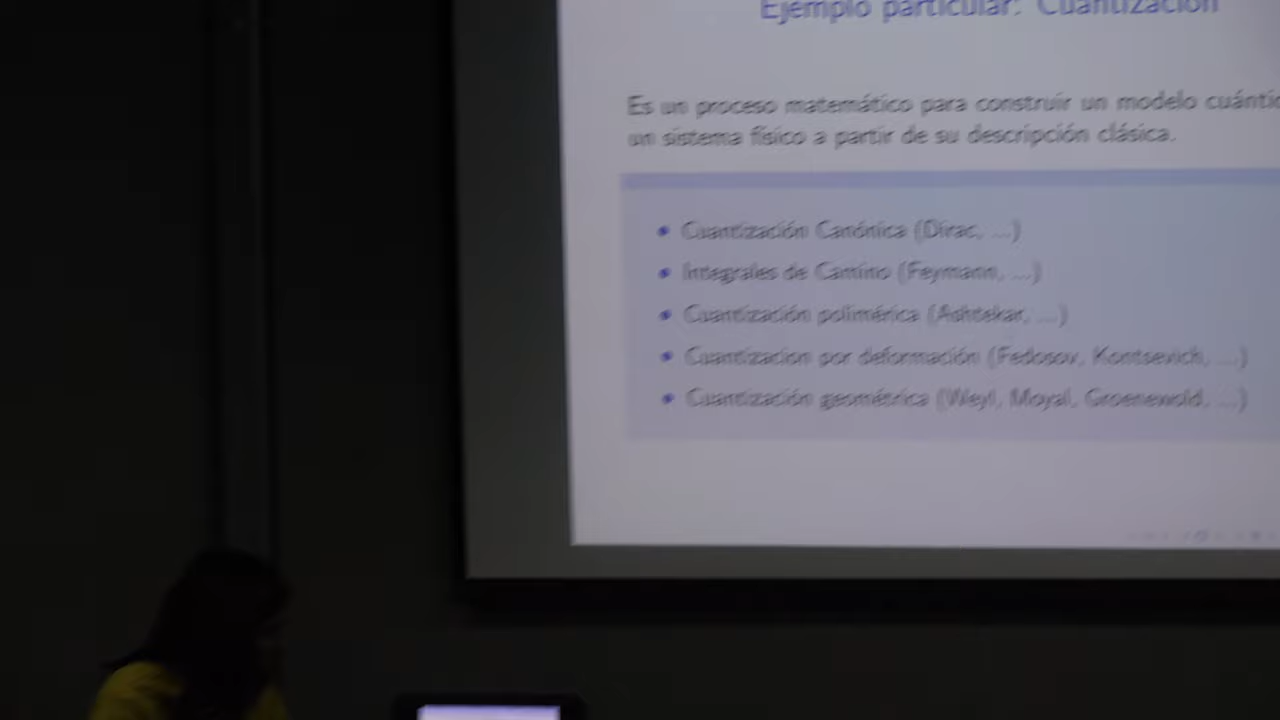 Ejemplo particular: Cuantización
Es un proceso matemático para construir un modelo
un sistema físico a partir de su descripción clásica.
• Cuantización Canónica (Dirac, ...)
• Integrales de Camino (Feymann, ...)
• Cuantización polimérica (Ashtekar, ...)
• Cuantizacion por deformación (Fedosov, Kontsevich, ...)
• Cuantización geométrica (Weyl, Moyal, Groenewold, ...)